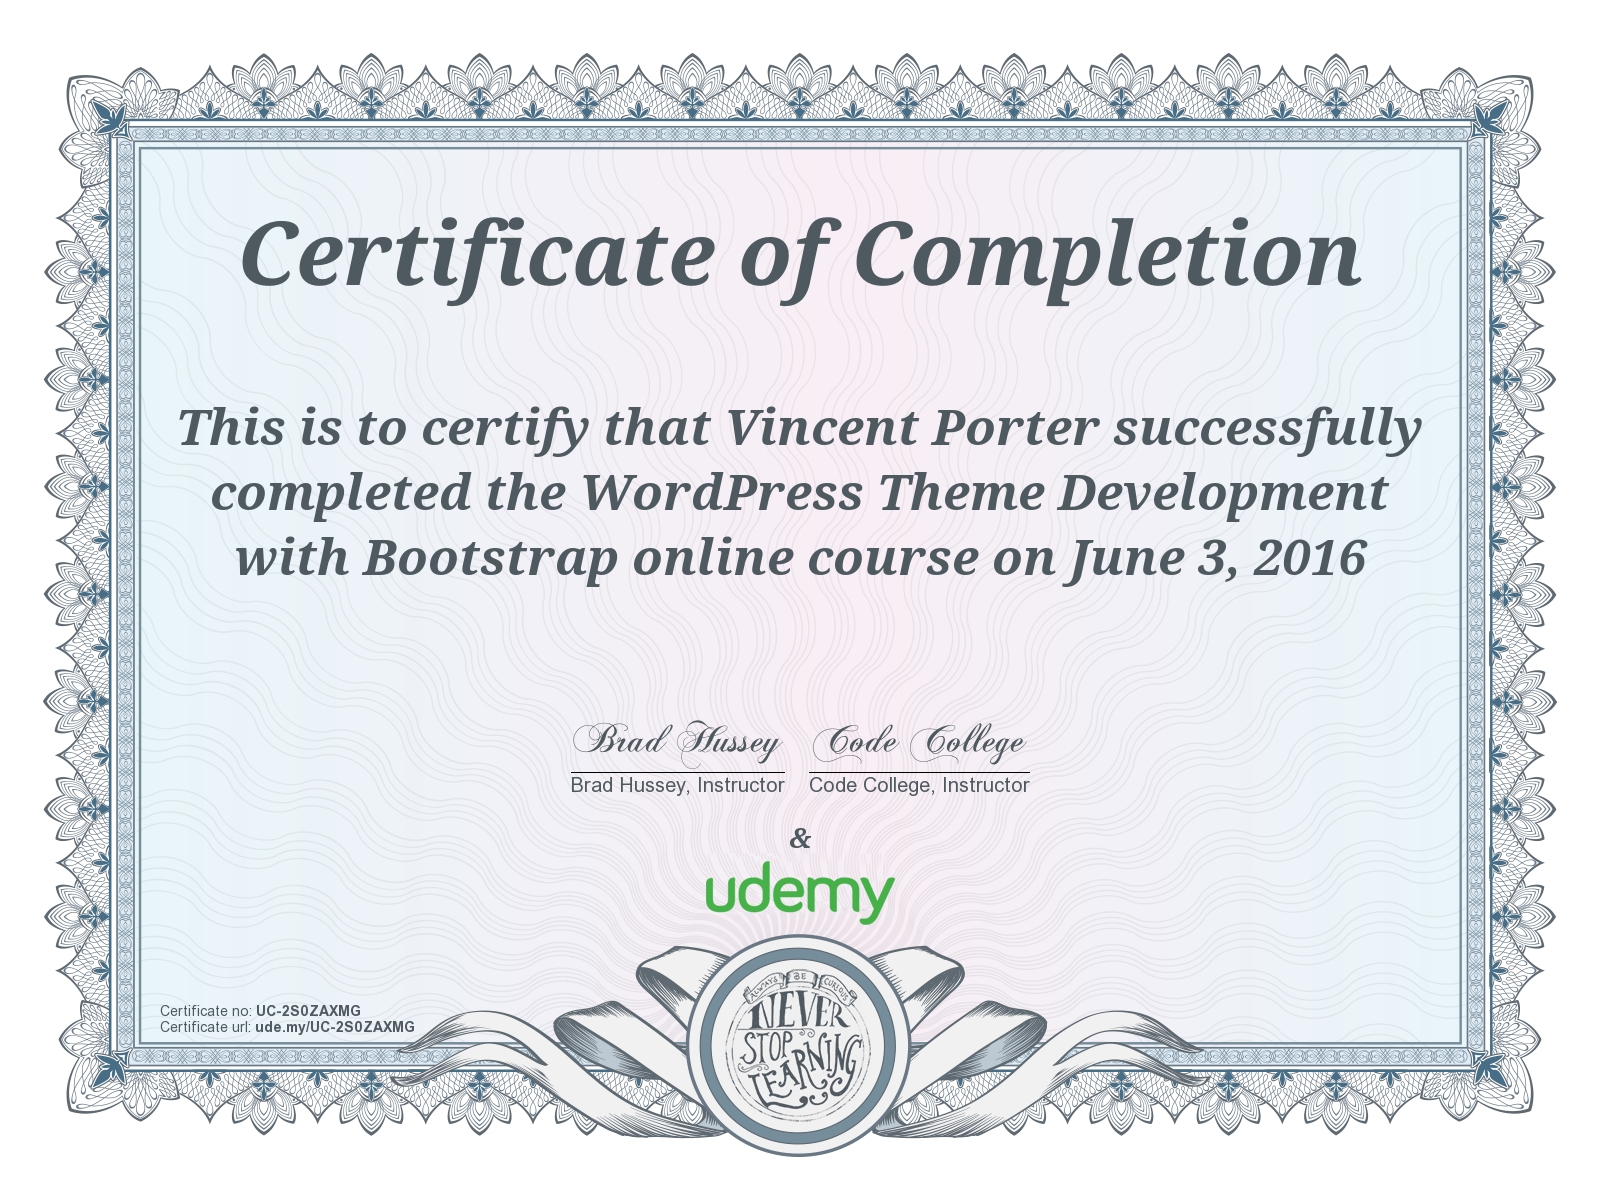 Certificate of Completion
This is to certify that Vincent Porter successfully
completed the WordPress Theme Development
with Bootstrap online course on June 3, 2016
Brad Hussey Code College
Brad Hussey, Instructor Code College, Instructor
&
udemy
Certificate no: UC-2S0ZAXMG
Certificate url: ude.my/UC-2S0ZAXMG
ALWAYS BE CURIOUS
NEVER
STOP
LEARNING